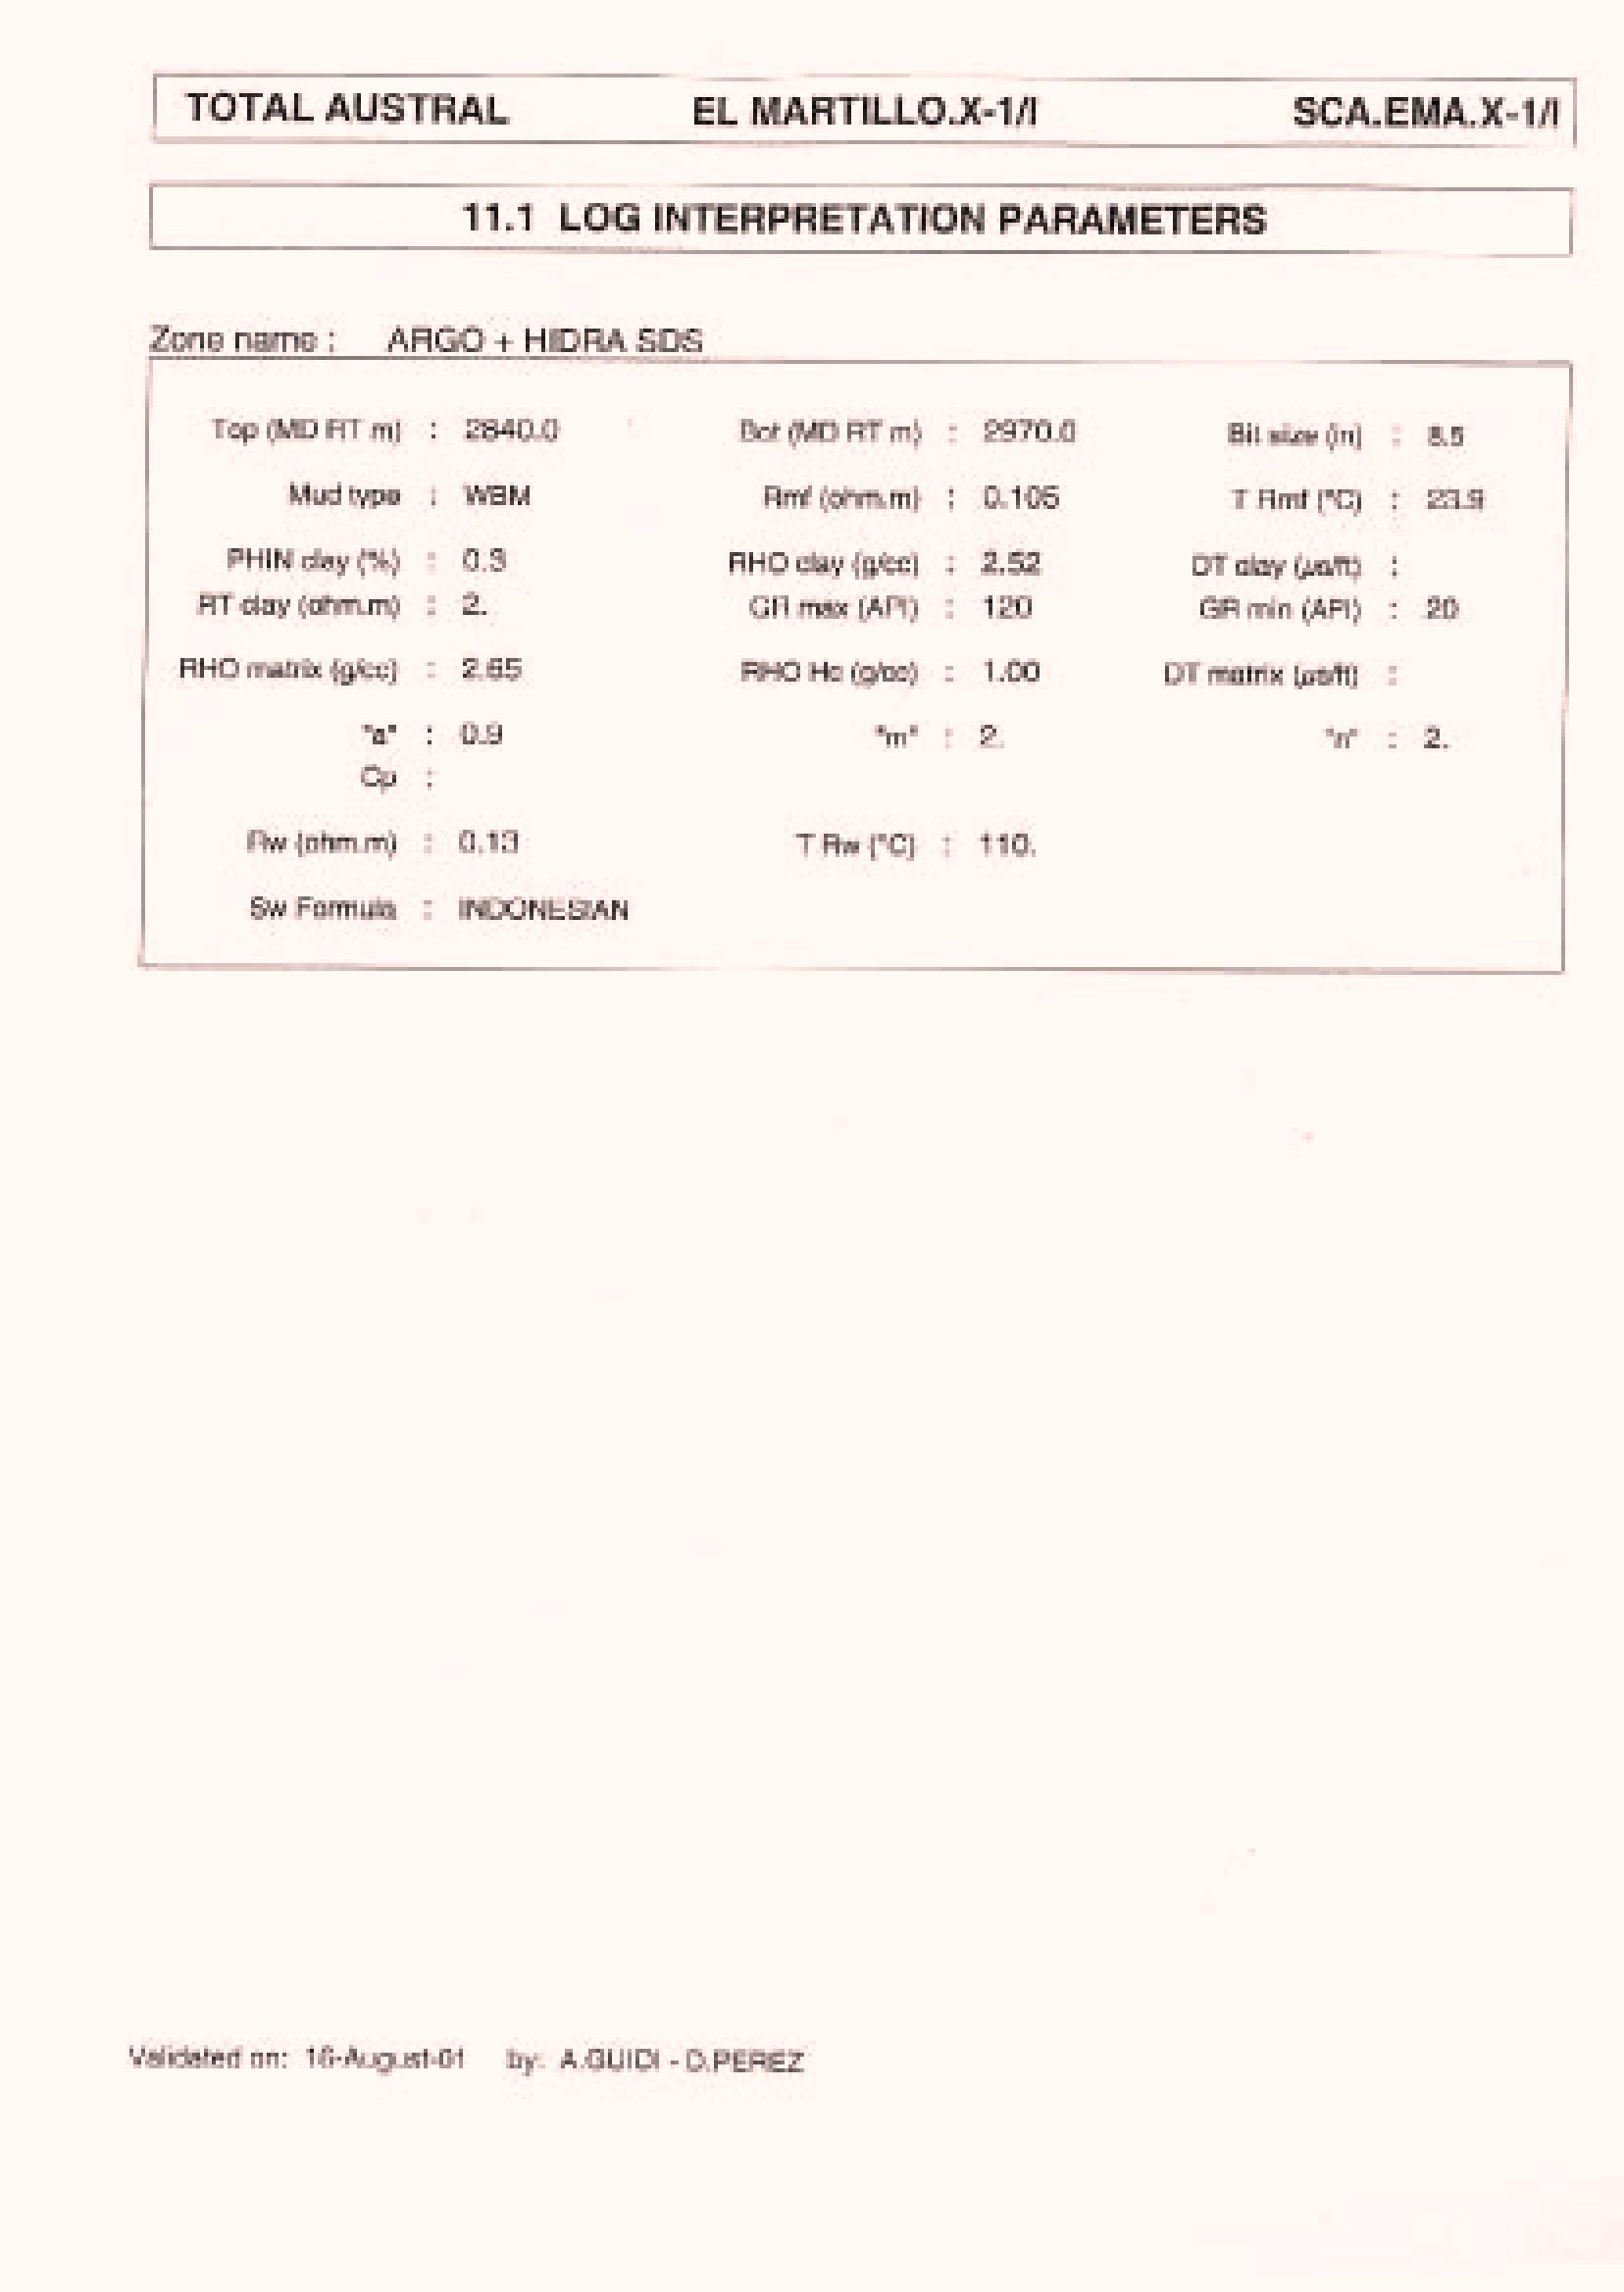 TOTAL AUSTRAL EL MARTILLO.X-1/I SCA.EMA.X-1/I
11.1 LOG INTERPRETATION PARAMETERS
Zone name : ARGO + HIDRA SDS
Top (MD RT m) : 2840.0 Bot (MD RT m) : 2970.0 Bit size (in) : 8.5
Mud type : WBM Rmf (ohm.m) : 0.105 T Rmf (°C) : 23.9
PHIN clay (%) : 0.3 RHO clay (g/cc) : 2.52 DT clay (µs/ft) :
RT clay (ohm.m) : 2. GR max (API) : 120 GR min (API) : 20
RHO matrix (g/cc) : 2.65 RHO Hc (g/cc) : 1.00 DT matrix (µs/ft) :
"a" : 0.9 "m" : 2. "n" : 2.
Cp :
Rw (ohm.m) : 0.13 T Rw (°C) : 110.
Sw Formula : INDONESIAN
Validated on: 16-August-01 by: A.GUIDI - D.PEREZ